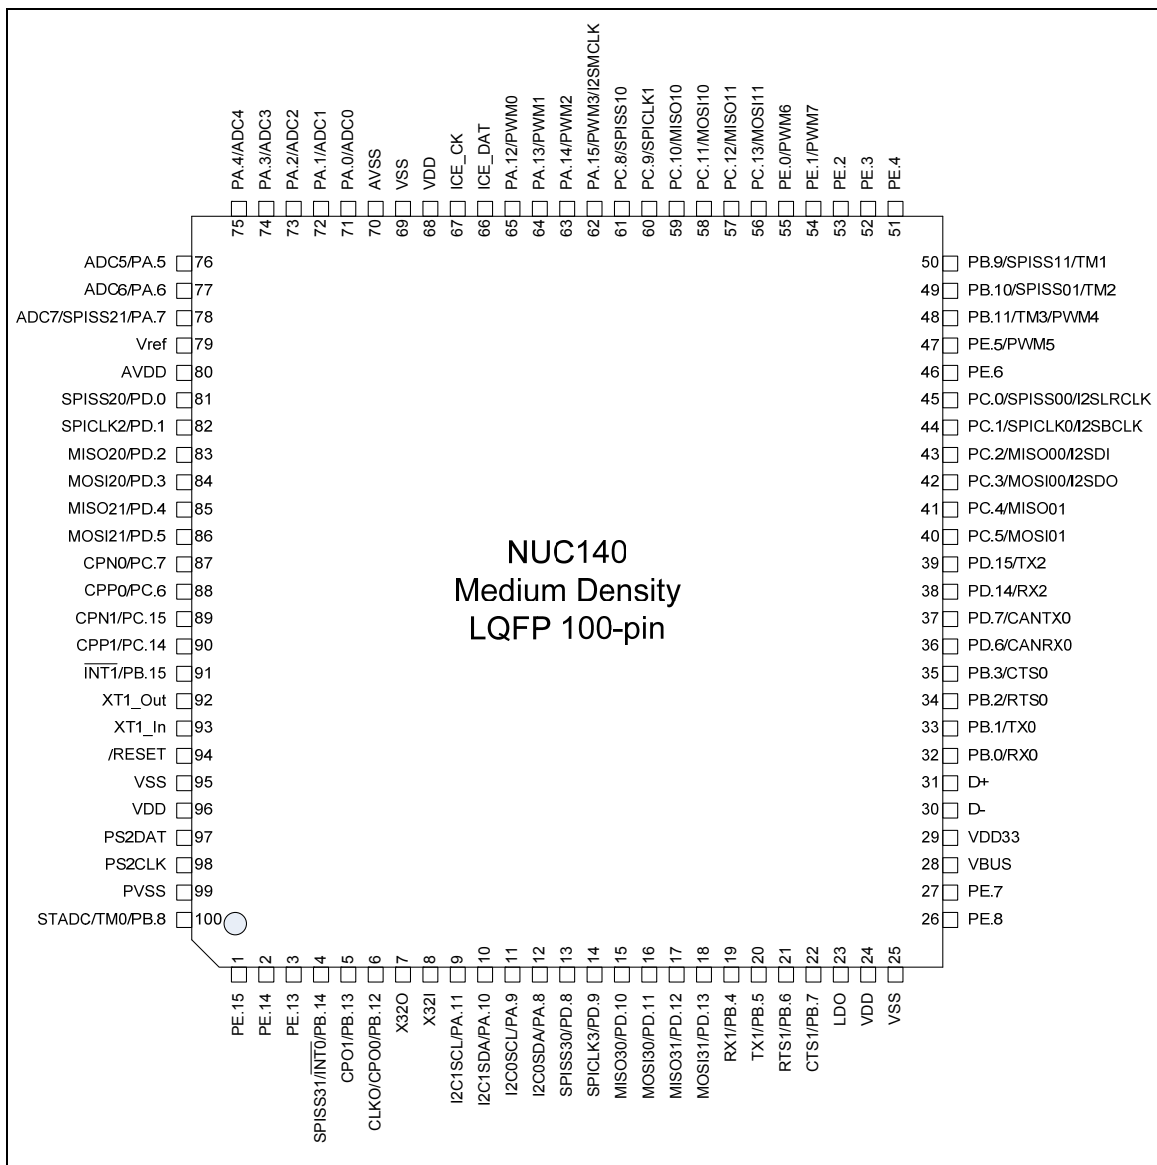 PA.4/ADC4
PA.3/ADC3
PA.2/ADC2
PA.1/ADC1
PA.0/ADC0
AVSS
VSS
VDD
ICE_CK
ICE_DAT
PA.12/PWM0
PA.13/PWM1
PA.14/PWM2
PA.15/PWM3/I2SMCLK
PC.8/SPISS10
PC.9/SPICLK1
PC.10/MISO10
PC.11/MOSI10
PC.12/MISO11
PC.13/MOSI11
PE.0/PWM6
PE.1/PWM7
PE.2
PE.3
PE.4
75
74
73
72
71
70
69
68
67
66
65
64
63
62
61
60
59
58
57
56
55
54
53
52
51
ADC5/PA.5 76
ADC6/PA.6 77
ADC7/SPISS21/PA.7 78
Vref 79
AVDD 80
SPISS20/PD.0 81
SPICLK2/PD.1 82
MISO20/PD.2 83
MOSI20/PD.3 84
MISO21/PD.4 85
MOSI21/PD.5 86
CPN0/PC.7 87
CPP0/PC.6 88
CPN1/PC.15 89
CPP1/PC.14 90
INT1/PB.15 91
XT1_Out 92
XT1_In 93
/RESET 94
VSS 95
VDD 96
PS2DAT 97
PS2CLK 98
PVSS 99
STADC/TM0/PB.8 100
NUC140
Medium Density
LQFP 100-pin
50 PB.9/SPISS11/TM1
49 PB.10/SPISS01/TM2
48 PB.11/TM3/PWM4
47 PE.5/PWM5
46 PE.6
45 PC.0/SPISS00/I2SLRCLK
44 PC.1/SPICLK0/I2SBCLK
43 PC.2/MISO00/I2SDI
42 PC.3/MOSI00/I2SDO
41 PC.4/MISO01
40 PC.5/MOSI01
39 PD.15/TX2
38 PD.14/RX2
37 PD.7/CANTX0
36 PD.6/CANRX0
35 PB.3/CTS0
34 PB.2/RTS0
33 PB.1/TX0
32 PB.0/RX0
31 D+
30 D-
29 VDD33
28 VBUS
27 PE.7
26 PE.8
1
2
3
4
5
6
7
8
9
10
11
12
13
14
15
16
17
18
19
20
21
22
23
24
25
PE.15
PE.14
PE.13
SPISS31/INT0/PB.14
CPO1/PB.13
CLKO/CPO0/PB.12
X32O
X32I
I2C1SCL/PA.11
I2C1SDA/PA.10
I2C0SCL/PA.9
I2C0SDA/PA.8
SPISS30/PD.8
SPICLK3/PD.9
MISO30/PD.10
MOSI30/PD.11
MISO31/PD.12
MOSI31/PD.13
RX1/PB.4
TX1/PB.5
RTS1/PB.6
CTS1/PB.7
LDO
VDD
VSS